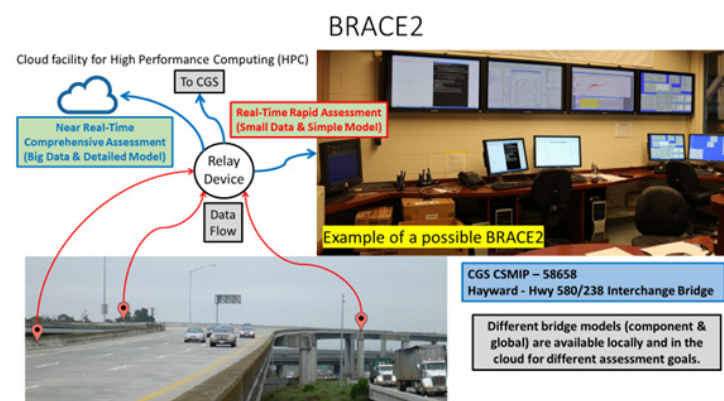 BRACE2
Cloud facility for High Performance Computing (HPC)
To CGS
Near Real-Time
Comprehensive Assessment
(Big Data & Detailed Model)
Real-Time Rapid Assessment
(Small Data & Simple Model)
Relay
Device
Data
Flow
Example of a possible BRACE2
CGS CSMIP – 58658
Hayward - Hwy 580/238 Interchange Bridge
Different bridge models (component &
global) are available locally and in the
cloud for different assessment goals.